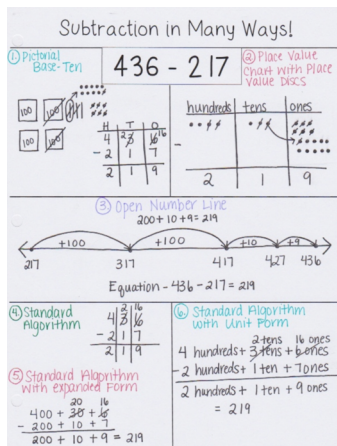 Subtraction in Many Ways!
① Pictorial
Base-Ten
436 - 217
② Place Value
Chart with Place
Value Discs
100 100
100 100
H T O
4 2 3 6 16
- 2 1 7
2 1 9
hundreds tens ones
-
2 1 9
③ Open Number Line
200+10+9=219
+100 +100 +10 +9
217 317 417 427 436
Equation - 436 - 217 = 219
④ Standard
Algorithm
2 16
4 3 6
- 2 1 7
2 1 9
⑤ Standard Algorithm
with Expanded Form
20 16
400 + 30 + 6
- 200 + 10 + 7
200 + 10 + 9 = 219
⑥ Standard Algorithm
with Unit Form
2 tens 16 ones
4 hundreds + 3 tens + 6 ones
- 2 hundreds + 1 ten + 7 ones
2 hundreds + 1 ten + 9 ones
= 219